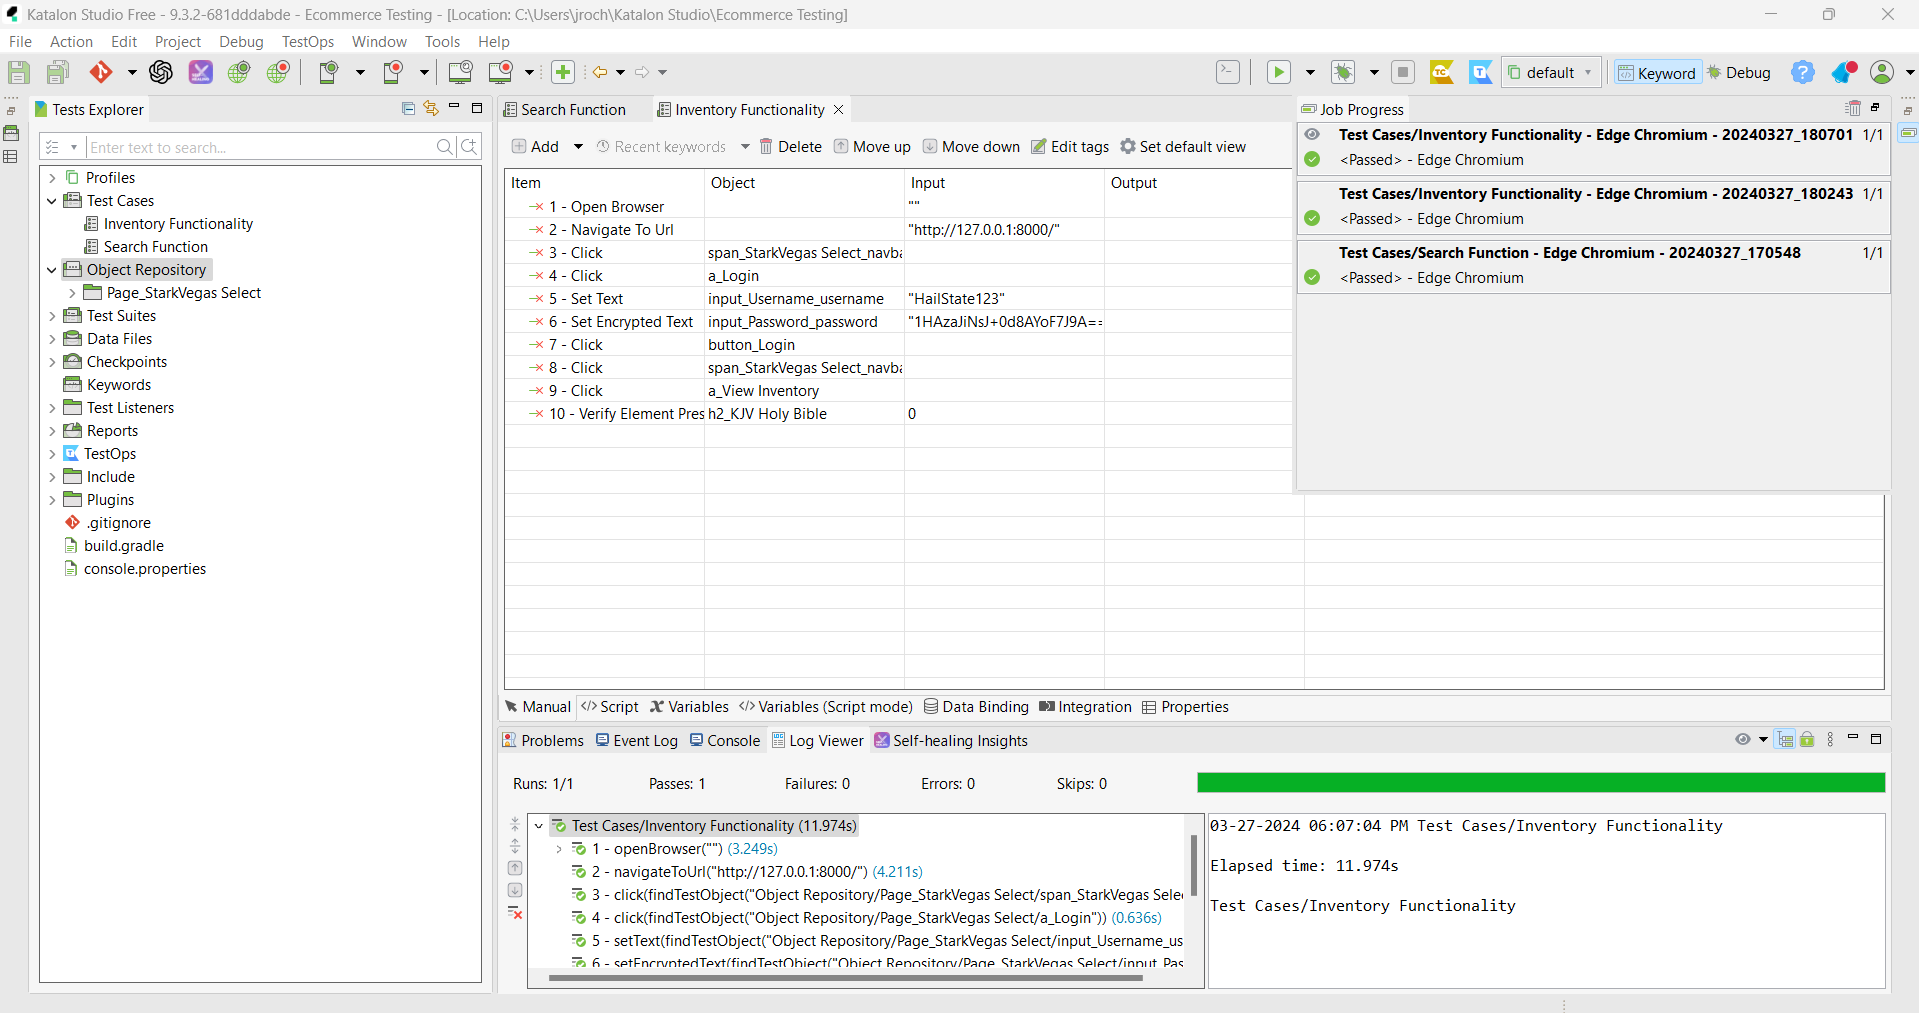 Katalon Studio Free - 9.3.2-681dddabde - Ecommerce Testing - [Location: C:\Users\jroch\Katalon Studio\Ecommerce Testing]
File Action Edit Project Debug TestOps Window Tools Help
default Keyword Debug
Tests Explorer
Enter text to search...
Profiles
Test Cases
Inventory Functionality
Search Function
Object Repository
Page_StarkVegas Select
Test Suites
Data Files
Checkpoints
Keywords
Test Listeners
Reports
TestOps
Include
Plugins
.gitignore
build.gradle
console.properties
Search Function Inventory Functionality
Add Recent keywords Delete Move up Move down Edit tags Set default view
Item Object Input Output
1 - Open Browser ""
2 - Navigate To Url "http://127.0.0.1:8000/"
3 - Click span_StarkVegas Select_navba
4 - Click a_Login
5 - Set Text input_Username_username "HailState123"
6 - Set Encrypted Text input_Password_password "1HAzaJiNsJ+0d8AYoF7J9A==
7 - Click button_Login
8 - Click span_StarkVegas Select_navba
9 - Click a_View Inventory
10 - Verify Element Pres h2_KJV Holy Bible 0
Job Progress
Test Cases/Inventory Functionality - Edge Chromium - 20240327_180701 1/1
<Passed> - Edge Chromium
Test Cases/Inventory Functionality - Edge Chromium - 20240327_180243 1/1
<Passed> - Edge Chromium
Test Cases/Search Function - Edge Chromium - 20240327_170548 1/1
<Passed> - Edge Chromium
Manual </> Script Variables </> Variables (Script mode) Data Binding Integration Properties
Problems Event Log Console Log Viewer Self-healing Insights
Runs: 1/1 Passes: 1 Failures: 0 Errors: 0 Skips: 0
Test Cases/Inventory Functionality (11.974s)
1 - openBrowser("") (3.249s)
2 - navigateToUrl("http://127.0.0.1:8000/") (4.211s)
3 - click(findTestObject("Object Repository/Page_StarkVegas Select/span_StarkVegas Sele
4 - click(findTestObject("Object Repository/Page_StarkVegas Select/a_Login")) (0.636s)
5 - setText(findTestObject("Object Repository/Page_StarkVegas Select/input_Username_us
6 - setEncryptedText(findTestObject("Object Repository/Page_StarkVegas Select/input_Pas
03-27-2024 06:07:04 PM Test Cases/Inventory Functionality
Elapsed time: 11.974s
Test Cases/Inventory Functionality